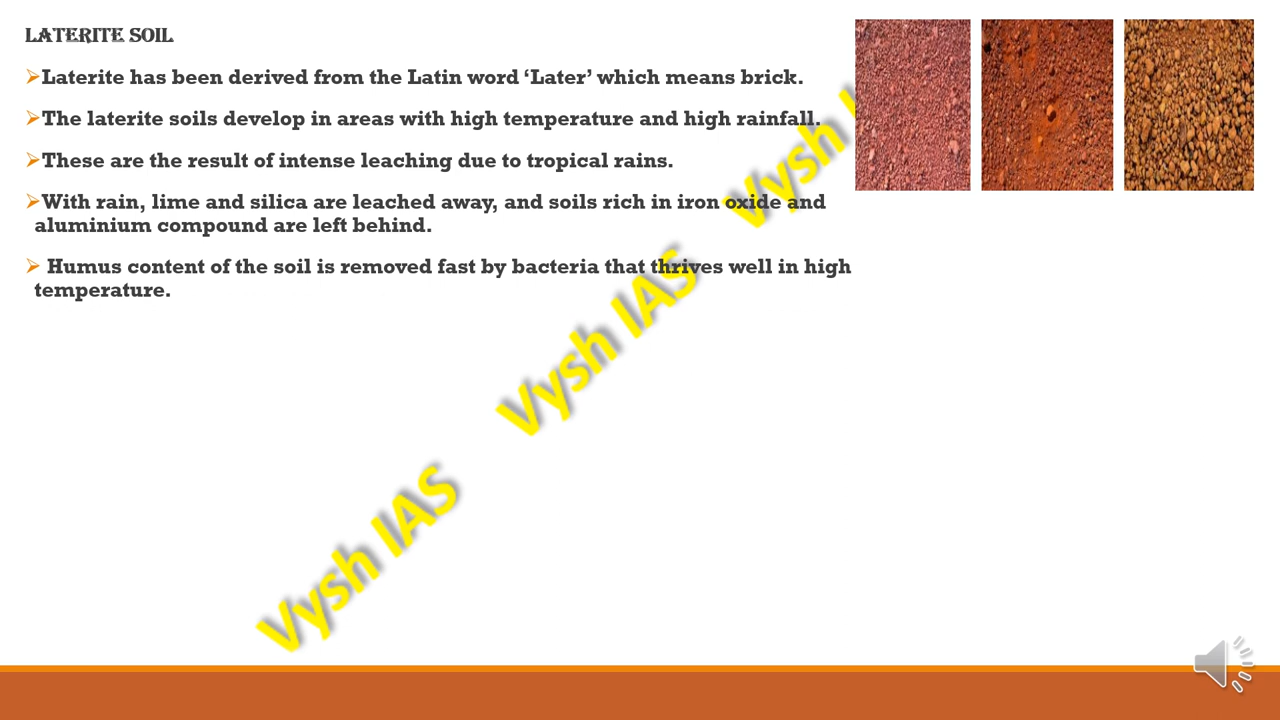 LATERITE SOIL
➢Laterite has been derived from the Latin word ‘Later’ which means brick.
➢The laterite soils develop in areas with high temperature and high rainfall.
➢These are the result of intense leaching due to tropical rains.
➢With rain, lime and silica are leached away, and soils rich in iron oxide and
aluminium compound are left behind.
➢ Humus content of the soil is removed fast by bacteria that thrives well in high
temperature.
Vysh
Vysh IAS
Vysh IAS